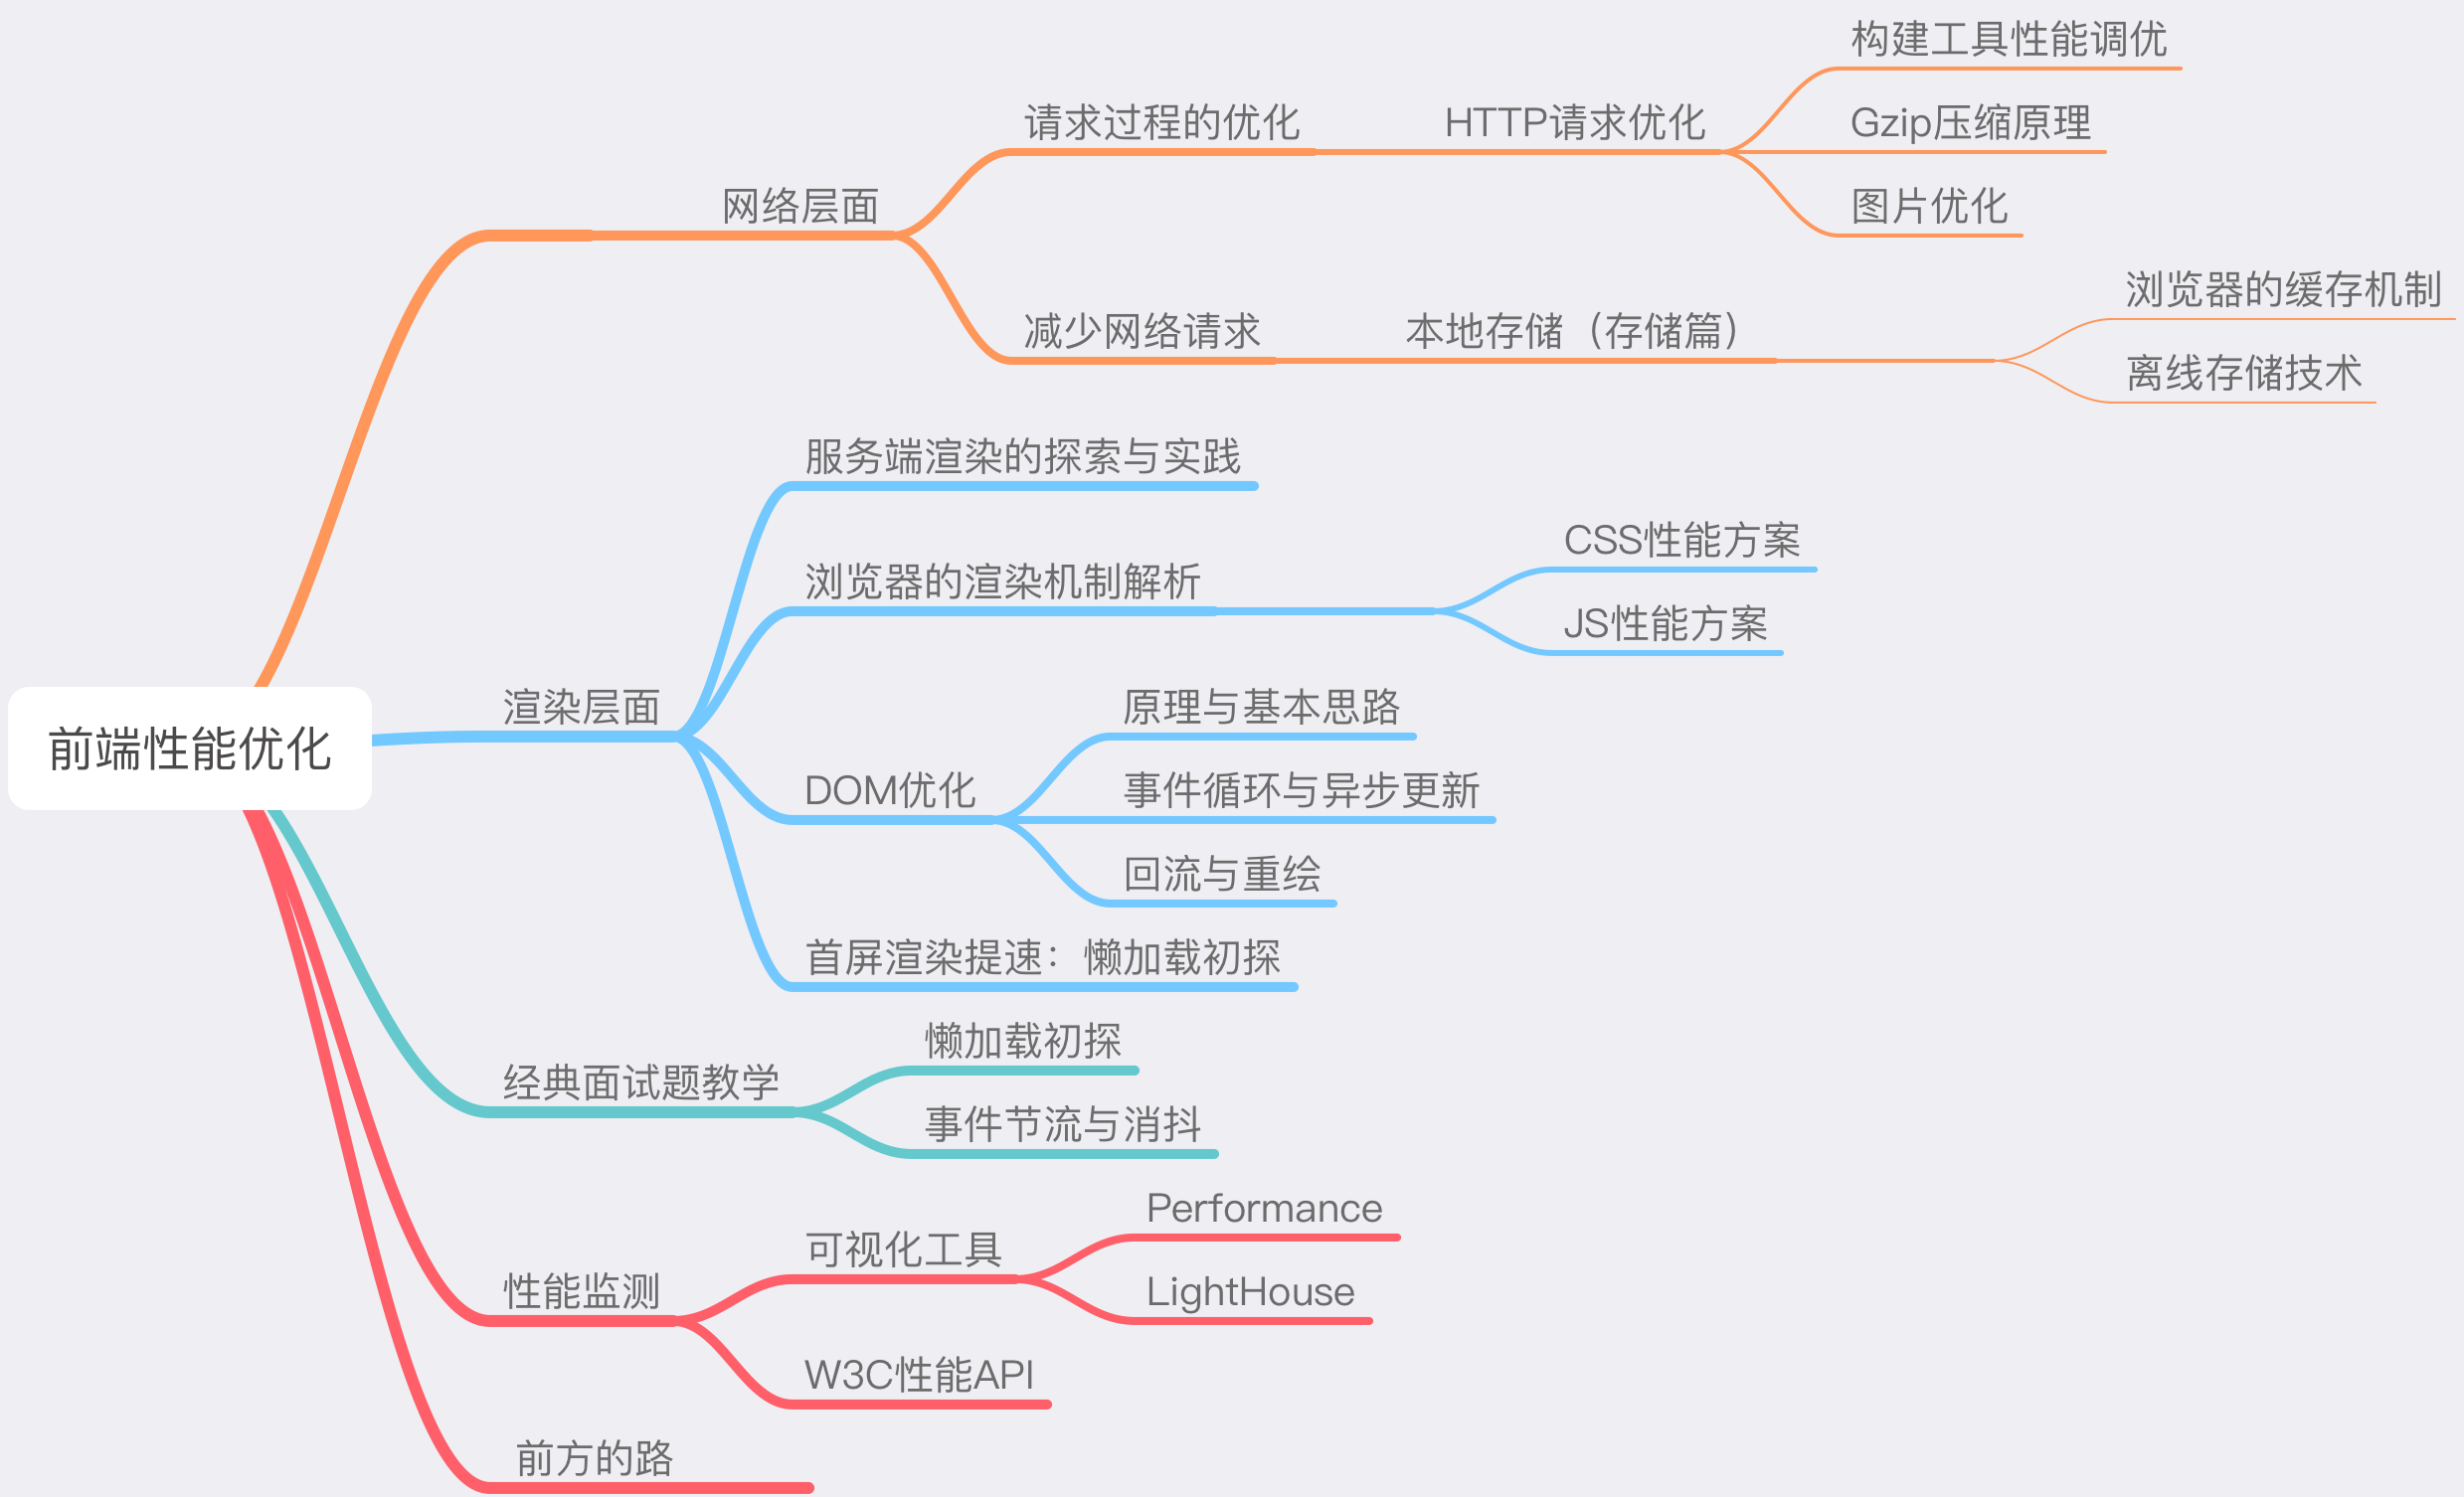 前端性能优化
网络层面
请求过程的优化
HTTP请求优化
构建工具性能调优
Gzip压缩原理
图片优化
减少网络请求
本地存储（存储篇）
浏览器的缓存机制
离线存储技术
渲染层面
服务端渲染的探索与实践
浏览器的渲染机制解析
CSS性能方案
JS性能方案
DOM优化
原理与基本思路
事件循环与异步更新
回流与重绘
首屏渲染提速：懒加载初探
经典面试题教学
懒加载初探
事件节流与消抖
性能监测
可视化工具
Performance
LightHouse
W3C性能API
前方的路